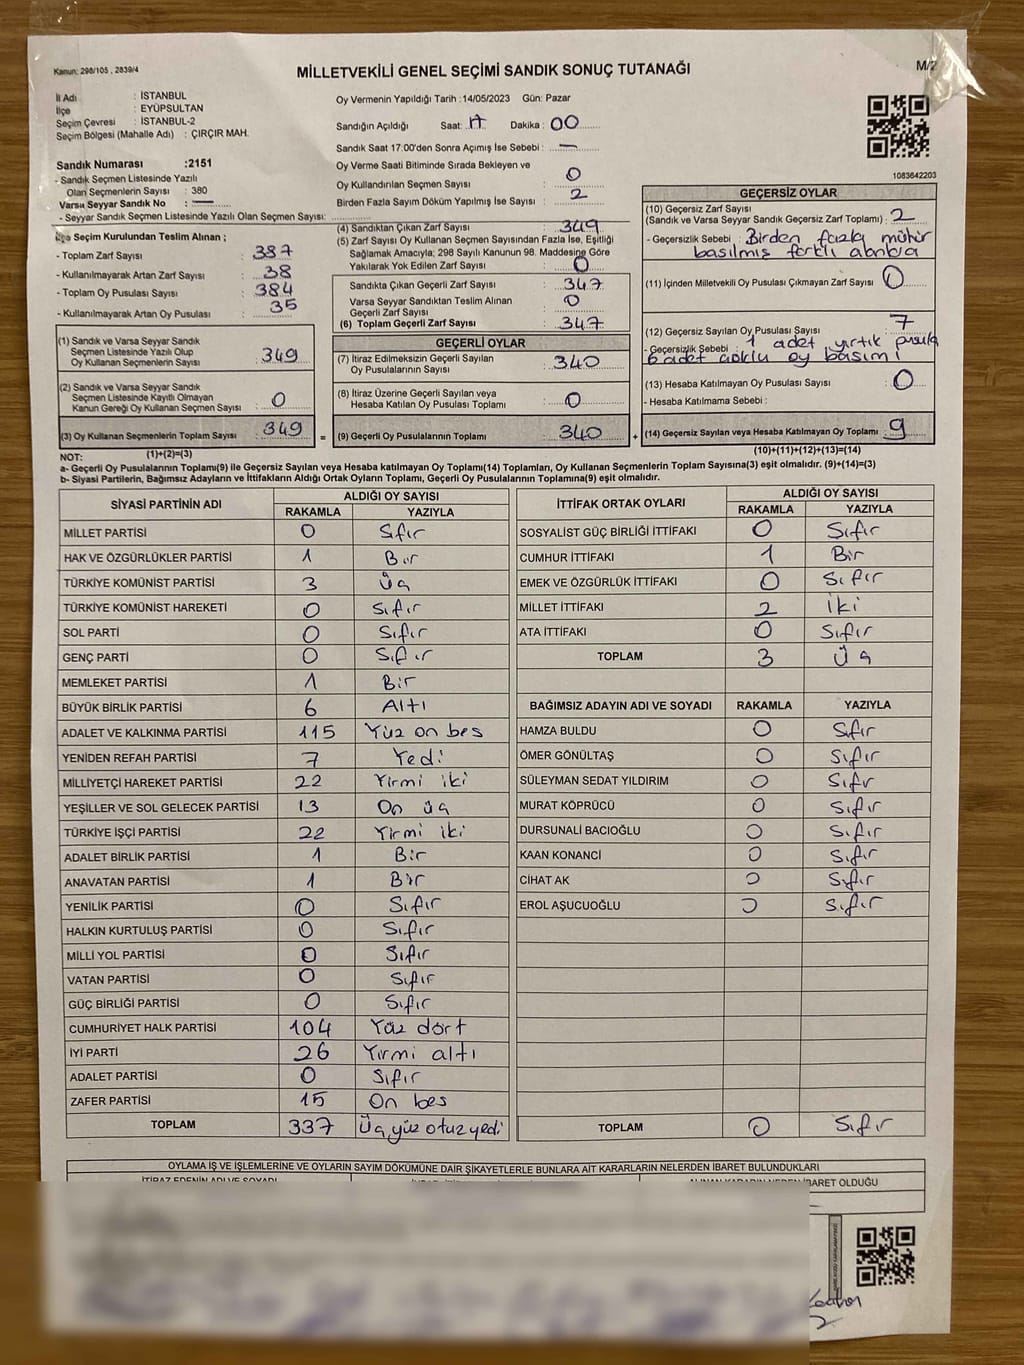 Kanun: 298/105 , 2839/4
MİLLETVEKİLİ GENEL SEÇİMİ SANDIK SONUÇ TUTANAĞI
M/2
İl Adı : İSTANBUL
İlçe : EYÜPSULTAN
Seçim Çevresi : İSTANBUL-2
Seçim Bölgesi (Mahalle Adı) : ÇIRÇIR MAH.
Sandık Numarası :2151
- Sandık Seçmen Listesinde Yazılı
Olan Seçmenlerin Sayısı : 380
Varsa Seyyar Sandık No : —
- Seyyar Sandık Seçmen Listesinde Yazılı Olan Seçmen Sayısı:
Oy Vermenin Yapıldığı Tarih :14/05/2023 Gün: Pazar
Sandığın Açıldığı Saat: 17 Dakika : 00
Sandık Saat 17:00'den Sonra Açımış İse Sebebi : —
Oy Verme Saati Bitiminde Sırada Bekleyen ve
Oy Kullandırılan Seçmen Sayısı : 0
Birden Fazla Sayım Döküm Yapılmış İse Sayısı : 2
1083642203
İlçe Seçim Kurulundan Teslim Alınan ;
- Toplam Zarf Sayısı : 387
- Kullanılmayarak Artan Zarf Sayısı : 38
- Toplam Oy Pusulası Sayısı : 384
- Kullanılmayarak Artan Oy Pusulası : 35
(4) Sandıktan Çıkan Zarf Sayısı : 349
(5) Zarf Sayısı Oy Kullanan Seçmen Sayısından Fazla İse, Eşitliği
Sağlamak Amacıyla; 298 Sayılı Kanunun 98. Maddesine Göre
Yakılarak Yok Edilen Zarf Sayısı : 0
Sandıkta Çıkan Geçerli Zarf Sayısı : 347
Varsa Seyyar Sandıktan Teslim Alınan
Geçerli Zarf Sayısı : 0
(6) Toplam Geçerli Zarf Sayısı : 347
GEÇERSİZ OYLAR
(10) Geçersiz Zarf Sayısı
(Sandık ve Varsa Seyyar Sandık Geçersiz Zarf Toplamı) : 2
- Geçersizlik Sebebi : Birden fazla mühür
basılmış farklı alanlara
(11) İçinden Milletvekili Oy Pusulası Çıkmayan Zarf Sayısı : 0
(12) Geçersiz Sayılan Oy Pusulası Sayısı : 7
- Geçersizlik Sebebi : 1 adet yırtık pusula
6 adet çoklu oy basımı
(13) Hesaba Katılmayan Oy Pusulası Sayısı : 0
- Hesaba Katılmama Sebebi :
(14) Geçersiz Sayılan veya Hesaba Katılmayan Oy Toplamı : 9
(10)+(11)+(12)+(13)=(14)
(1) Sandık ve Varsa Seyyar Sandık
Seçmen Listesinde Yazılı Olup
Oy Kullanan Seçmenlerin Sayısı : 349
(2) Sandık ve Varsa Seyyar Sandık
Seçmen Listesinde Kayıtlı Olmayan
Kanun Gereği Oy Kullanan Seçmen Sayısı : 0
(3) Oy Kullanan Seçmenlerin Toplam Sayısı : 349 =
(1)+(2)=(3)
GEÇERLİ OYLAR
(7) İtiraz Edilmeksizin Geçerli Sayılan
Oy Pusulalarının Sayısı : 340
(8) İtiraz Üzerine Geçerli Sayılan veya
Hesaba Katılan Oy Pusulası Toplamı : 0
(9) Geçerli Oy Pusulalarının Toplamı : 340 +
NOT:
a- Geçerli Oy Pusulalarının Toplamı(9) ile Geçersiz Sayılan veya Hesaba katılmayan Oy Toplamı(14) Toplamları, Oy Kullanan Seçmenlerin Toplam Sayısına(3) eşit olmalıdır. (9)+(14)=(3)
b- Siyasi Partilerin, Bağımsız Adayların ve İttifakların Aldığı Ortak Oyların Toplamı, Geçerli Oy Pusulalarının Toplamına(9) eşit olmalıdır.
SİYASİ PARTİNİN ADI ALDIĞI OY SAYISI
RAKAMLA YAZIYLA
MİLLET PARTİSİ 0 Sıfır
HAK VE ÖZGÜRLÜKLER PARTİSİ 1 Bir
TÜRKİYE KOMÜNİST PARTİSİ 3 Üç
TÜRKİYE KOMÜNİST HAREKETİ 0 Sıfır
SOL PARTİ 0 Sıfır
GENÇ PARTİ 0 Sıfır
MEMLEKET PARTİSİ 1 Bir
BÜYÜK BİRLİK PARTİSİ 6 Altı
ADALET VE KALKINMA PARTİSİ 115 Yüz on beş
YENİDEN REFAH PARTİSİ 7 Yedi
MİLLİYETÇİ HAREKET PARTİSİ 22 Yirmi iki
YEŞİLLER VE SOL GELECEK PARTİSİ 13 On üç
TÜRKİYE İŞÇİ PARTİSİ 22 Yirmi iki
ADALET BİRLİK PARTİSİ 1 Bir
ANAVATAN PARTİSİ 1 Bir
YENİLİK PARTİSİ 0 Sıfır
HALKIN KURTULUŞ PARTİSİ 0 Sıfır
MİLLİ YOL PARTİSİ 0 Sıfır
VATAN PARTİSİ 0 Sıfır
GÜÇ BİRLİĞİ PARTİSİ 0 Sıfır
CUMHURİYET HALK PARTİSİ 104 Yüz dört
İYİ PARTİ 26 Yirmi altı
ADALET PARTİSİ 0 Sıfır
ZAFER PARTİSİ 15 On beş
TOPLAM 337 Üç yüz otuz yedi
İTTİFAK ORTAK OYLARI ALDIĞI OY SAYISI
RAKAMLA YAZIYLA
SOSYALİST GÜÇ BİRLİĞİ İTTİFAKI 0 Sıfır
CUMHUR İTTİFAKI 1 Bir
EMEK VE ÖZGÜRLÜK İTTİFAKI 0 Sıfır
MİLLET İTTİFAKI 2 İki
ATA İTTİFAKI 0 Sıfır
TOPLAM 3 Üç
BAĞIMSIZ ADAYIN ADI VE SOYADI RAKAMLA YAZIYLA
HAMZA BULDU 0 Sıfır
ÖMER GÖNÜLTAŞ 0 Sıfır
SÜLEYMAN SEDAT YILDIRIM 0 Sıfır
MURAT KÖPRÜCÜ 0 Sıfır
DURSUNALİ BACIOĞLU 0 Sıfır
KAAN KONANCİ 0 Sıfır
CİHAT AK 0 Sıfır
EROL AŞUCUOĞLU 0 Sıfır
TOPLAM 0 Sıfır
OYLAMA İŞ VE İŞLEMLERİNE VE OYLARIN SAYIM DÖKÜMÜNE DAİR ŞİKAYETLERLE BUNLARA AİT KARARLARIN NELERDEN İBARET BULUNDUKLARI
İTİRAZ EDENİN ADI VE SOYADI
ALINAN KARARIN NEDEN İBARET OLDUĞU